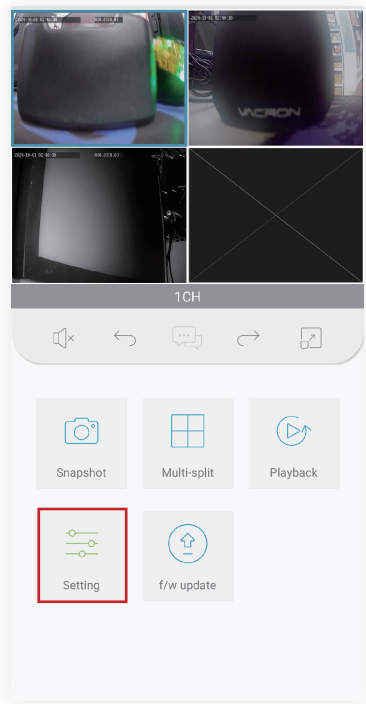 VACRON
1CH
Snapshot
Multi-split
Playback
Setting
f/w update